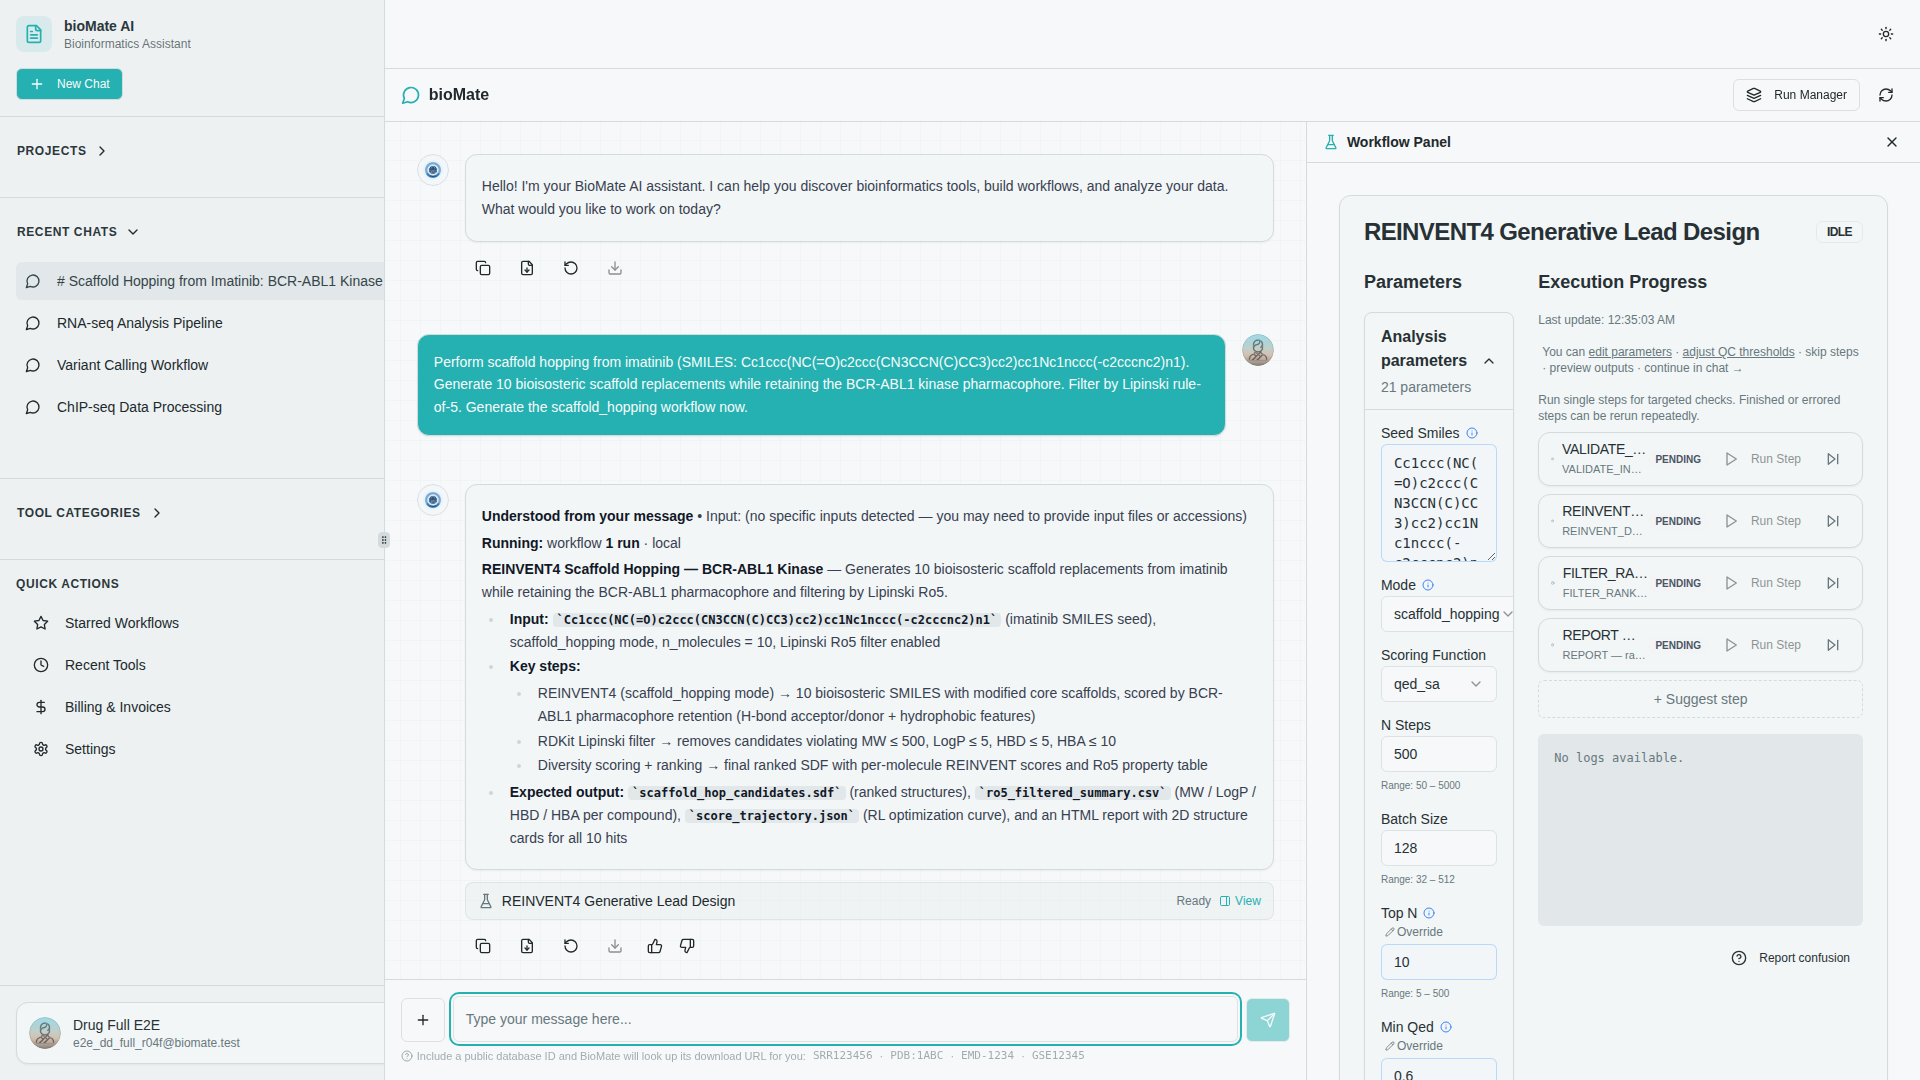 bioMate AI
Bioinformatics Assistant
New Chat
PROJECTS
RECENT CHATS
# Scaffold Hopping from Imatinib: BCR-ABL1 Kinase
RNA-seq Analysis Pipeline
Variant Calling Workflow
ChIP-seq Data Processing
TOOL CATEGORIES
QUICK ACTIONS
Starred Workflows
Recent Tools
Billing & Invoices
Settings
Drug Full E2E
e2e_dd_full_r04f@biomate.test
bioMate
Run Manager
Hello! I'm your BioMate AI assistant. I can help you discover bioinformatics tools, build workflows, and analyze your data.
What would you like to work on today?
Perform scaffold hopping from imatinib (SMILES: Cc1ccc(NC(=O)c2ccc(CN3CCN(C)CC3)cc2)cc1Nc1nccc(-c2cccnc2)n1).
Generate 10 bioisosteric scaffold replacements while retaining the BCR-ABL1 kinase pharmacophore. Filter by Lipinski rule-
of-5. Generate the scaffold_hopping workflow now.
Understood from your message • Input: (no specific inputs detected — you may need to provide input files or accessions)
Running: workflow 1 run · local
REINVENT4 Scaffold Hopping — BCR-ABL1 Kinase — Generates 10 bioisosteric scaffold replacements from imatinib
while retaining the BCR-ABL1 pharmacophore and filtering by Lipinski Ro5.
Input: `Cc1ccc(NC(=O)c2ccc(CN3CCN(C)CC3)cc2)cc1Nc1nccc(-c2cccnc2)n1` (imatinib SMILES seed),
scaffold_hopping mode, n_molecules = 10, Lipinski Ro5 filter enabled
Key steps:
REINVENT4 (scaffold_hopping mode) → 10 bioisosteric SMILES with modified core scaffolds, scored by BCR-
ABL1 pharmacophore retention (H-bond acceptor/donor + hydrophobic features)
RDKit Lipinski filter → removes candidates violating MW ≤ 500, LogP ≤ 5, HBD ≤ 5, HBA ≤ 10
Diversity scoring + ranking → final ranked SDF with per-molecule REINVENT scores and Ro5 property table
Expected output: `scaffold_hop_candidates.sdf` (ranked structures), `ro5_filtered_summary.csv` (MW / LogP /
HBD / HBA per compound), `score_trajectory.json` (RL optimization curve), and an HTML report with 2D structure
cards for all 10 hits
REINVENT4 Generative Lead Design
Ready
View
Type your message here...
Include a public database ID and BioMate will look up its download URL for you: SRR123456 · PDB:1ABC · EMD-1234 · GSE12345
Workflow Panel
REINVENT4 Generative Lead Design
IDLE
Parameters
Analysis
parameters
21 parameters
Seed Smiles
Cc1ccc(NC(
=O)c2ccc(C
N3CCN(C)CC
3)cc2)cc1N
c1nccc(-
c2cccnc2)n
Mode
scaffold_hopping
Scoring Function
qed_sa
N Steps
500
Range: 50 – 5000
Batch Size
128
Range: 32 – 512
Top N
Override
10
Range: 5 – 500
Min Qed
Override
0.6
Execution Progress
Last update: 12:35:03 AM
You can edit parameters · adjust QC thresholds · skip steps
· preview outputs · continue in chat →
Run single steps for targeted checks. Finished or errored
steps can be rerun repeatedly.
VALIDATE_…
VALIDATE_IN…
PENDING
Run Step
REINVENT…
REINVENT_D…
PENDING
Run Step
FILTER_RA…
FILTER_RANK…
PENDING
Run Step
REPORT …
REPORT — ra…
PENDING
Run Step
+ Suggest step
No logs available.
Report confusion